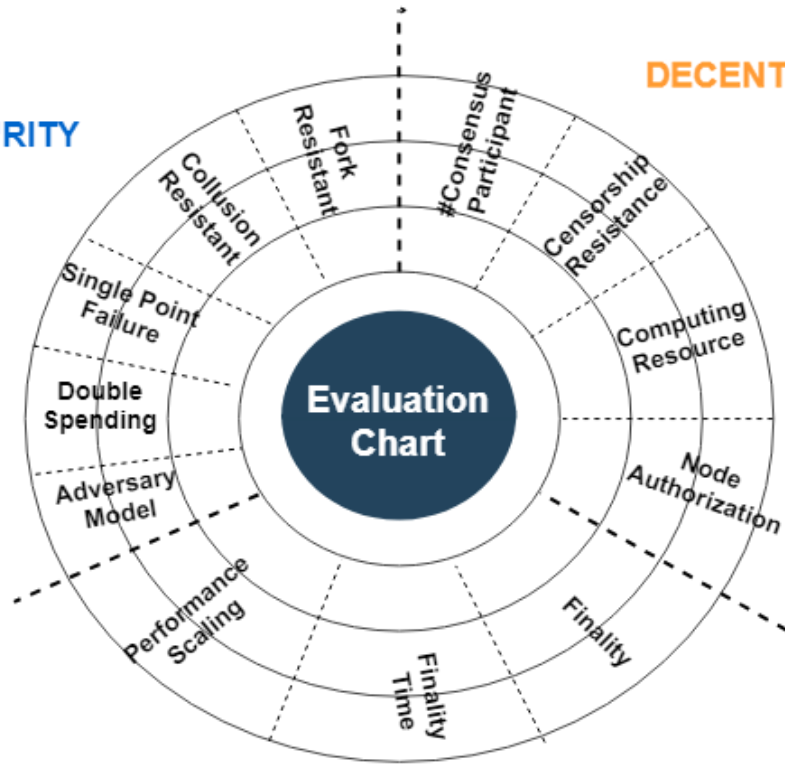 DECENT
RITY
Fork
Resistant
#Consensus
Participant
Collusion
Resistant
Censorship
Resistance
Single Point
Failure
Computing
Resource
Double
Spending
Evaluation
Chart
Adversary
Model
Node
Authorization
Performance
Scaling
Finality
Time
Finality